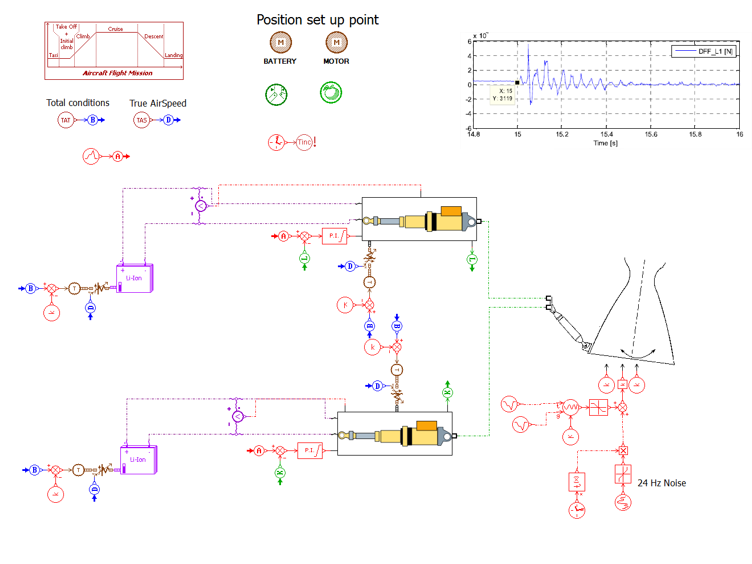 Position set up point
Take Off
+
Initial
climb
Climb
Cruise
Descent
Taxi
Landing
Aircraft Flight Mission
M
M
BATTERY
MOTOR
Total conditions
True AirSpeed
TAT
B
TAS
D
A
Tinc!
DFF_L1 [N]
X: 15
Y: 3119
6
4
2
0
-2
-4
-6
14.8
15
15.2
15.4
15.6
15.8
16
Time [s]
V
A
P.I.
L
L
D
T
K
B
B
k
Li-Ion
B
T
k
D
T
D
K
V
A
P.I.
K
Li-Ion
B
T
k
D
k
k
k
K
f(x)
24 Hz Noise